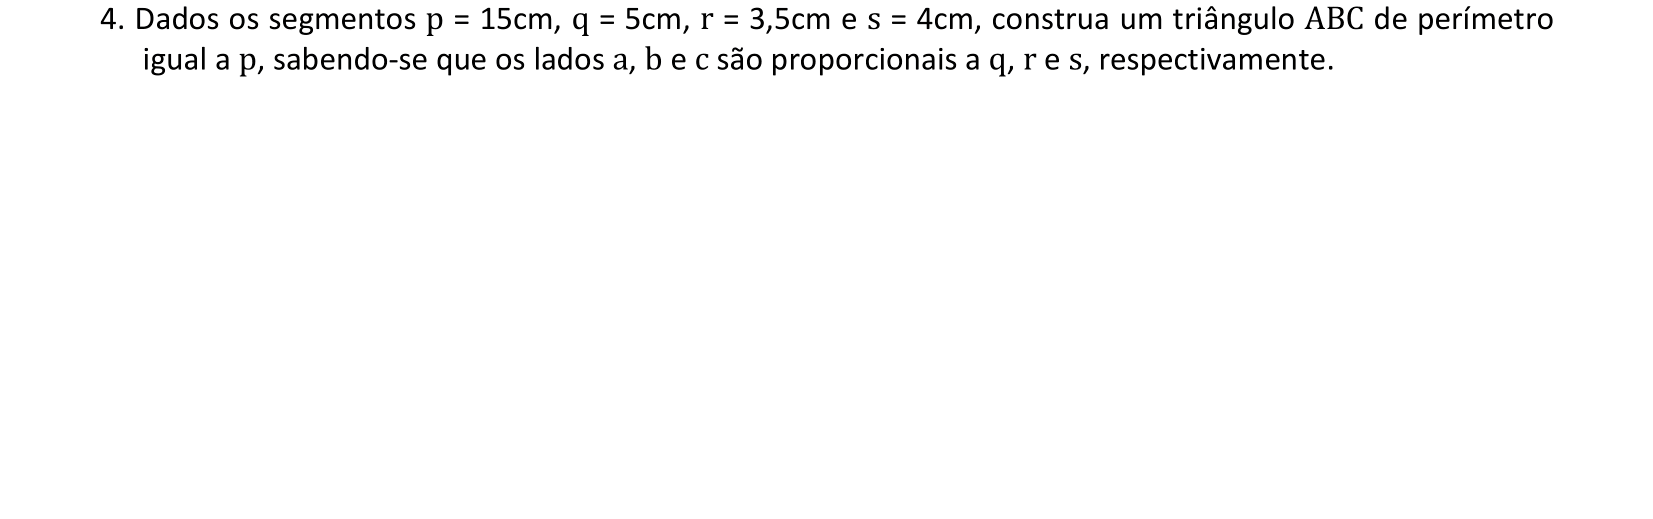 4. Dados os segmentos p = 15cm, q = 5cm, r = 3,5cm e s = 4cm, construa um triângulo ABC de perímetro
igual a p, sabendo-se que os lados a, b e c são proporcionais a q, r e s, respectivamente.